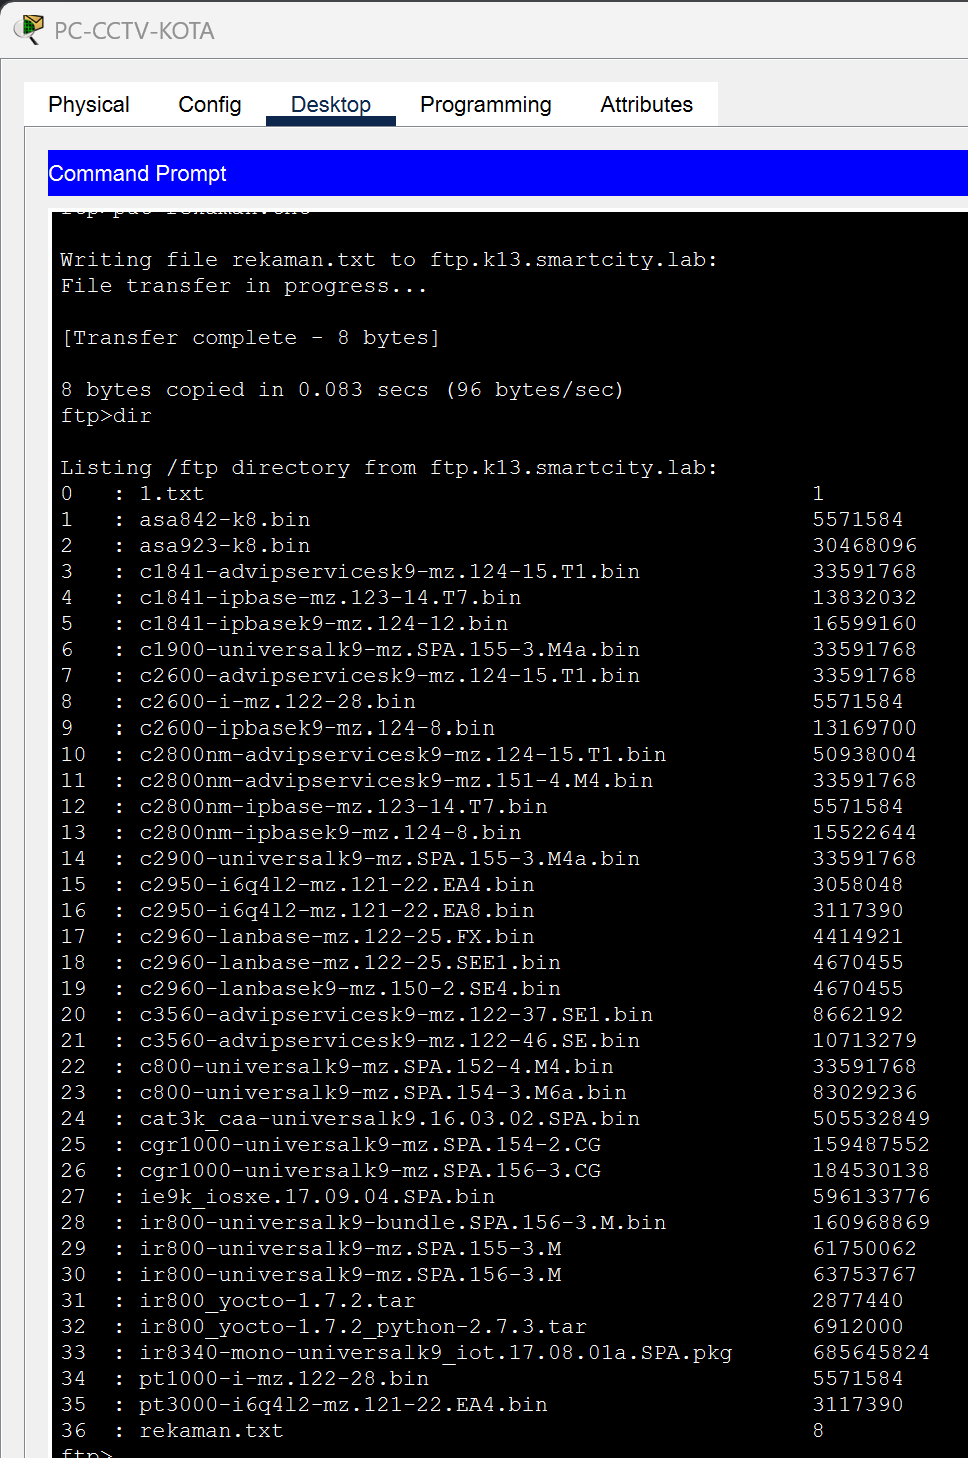 PC-CCTV-KOTA
Physical Config Desktop Programming Attributes
Command Prompt
ftp>put rekaman.txt
Writing file rekaman.txt to ftp.k13.smartcity.lab:
File transfer in progress...
[Transfer complete - 8 bytes]
8 bytes copied in 0.083 secs (96 bytes/sec)
ftp>dir
Listing /ftp directory from ftp.k13.smartcity.lab:
0 : 1.txt 1
1 : asa842-k8.bin 5571584
2 : asa923-k8.bin 30468096
3 : c1841-advipservicesk9-mz.124-15.T1.bin 33591768
4 : c1841-ipbase-mz.123-14.T7.bin 13832032
5 : c1841-ipbasek9-mz.124-12.bin 16599160
6 : c1900-universalk9-mz.SPA.155-3.M4a.bin 33591768
7 : c2600-advipservicesk9-mz.124-15.T1.bin 33591768
8 : c2600-i-mz.122-28.bin 5571584
9 : c2600-ipbasek9-mz.124-8.bin 13169700
10 : c2800nm-advipservicesk9-mz.124-15.T1.bin 50938004
11 : c2800nm-advipservicesk9-mz.151-4.M4.bin 33591768
12 : c2800nm-ipbase-mz.123-14.T7.bin 5571584
13 : c2800nm-ipbasek9-mz.124-8.bin 15522644
14 : c2900-universalk9-mz.SPA.155-3.M4a.bin 33591768
15 : c2950-i6q4l2-mz.121-22.EA4.bin 3058048
16 : c2950-i6q4l2-mz.121-22.EA8.bin 3117390
17 : c2960-lanbase-mz.122-25.FX.bin 4414921
18 : c2960-lanbase-mz.122-25.SEE1.bin 4670455
19 : c2960-lanbasek9-mz.150-2.SE4.bin 4670455
20 : c3560-advipservicesk9-mz.122-37.SE1.bin 8662192
21 : c3560-advipservicesk9-mz.122-46.SE.bin 10713279
22 : c800-universalk9-mz.SPA.152-4.M4.bin 33591768
23 : c800-universalk9-mz.SPA.154-3.M6a.bin 83029236
24 : cat3k_caa-universalk9.16.03.02.SPA.bin 505532849
25 : cgr1000-universalk9-mz.SPA.154-2.CG 159487552
26 : cgr1000-universalk9-mz.SPA.156-3.CG 184530138
27 : ie9k_iosxe.17.09.04.SPA.bin 596133776
28 : ir800-universalk9-bundle.SPA.156-3.M.bin 160968869
29 : ir800-universalk9-mz.SPA.155-3.M 61750062
30 : ir800-universalk9-mz.SPA.156-3.M 63753767
31 : ir800_yocto-1.7.2.tar 2877440
32 : ir800_yocto-1.7.2_python-2.7.3.tar 6912000
33 : ir8340-mono-universalk9_iot.17.08.01a.SPA.pkg 685645824
34 : pt1000-i-mz.122-28.bin 5571584
35 : pt3000-i6q4l2-mz.121-22.EA4.bin 3117390
36 : rekaman.txt 8
ftp>